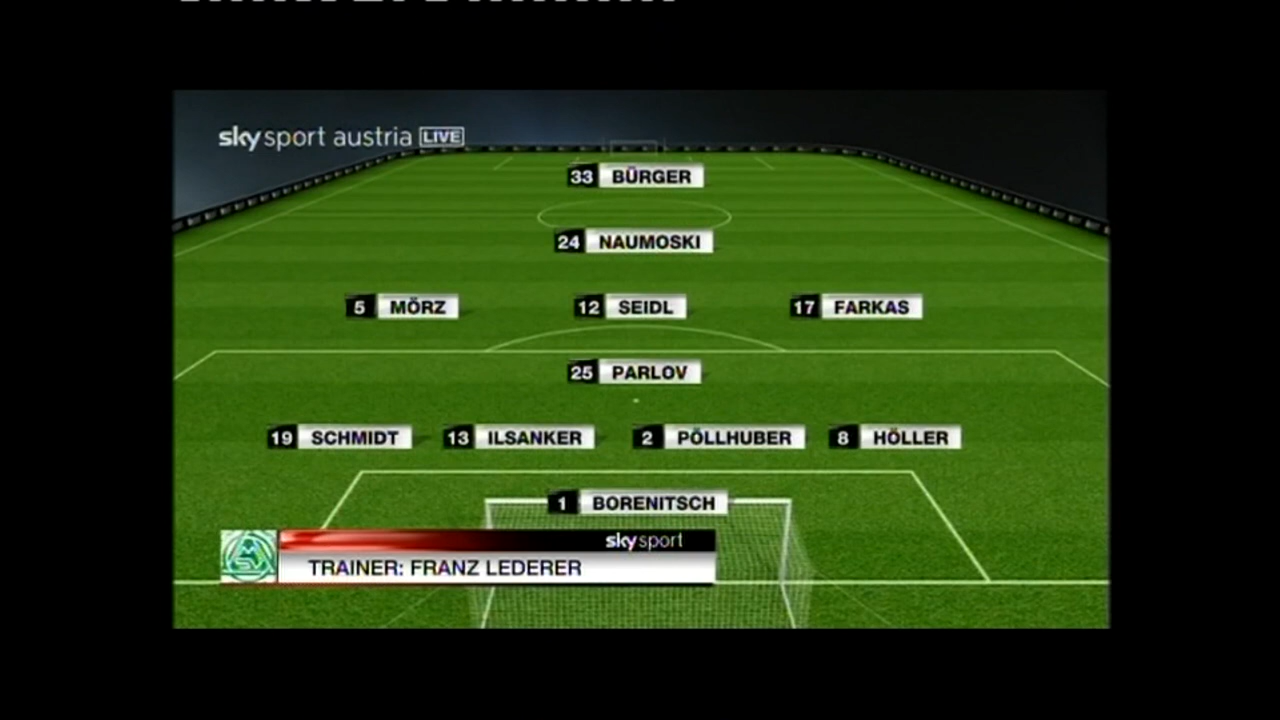 sky sport austria LIVE
33 BÜRGER
24 NAUMOSKI
5 MÖRZ 12 SEIDL 17 FARKAS
25 PARLOV
19 SCHMIDT 13 ILSANKER 2 PÖLLHUBER 8 HÖLLER
1 BORENITSCH
sky sport
MSV
TRAINER: FRANZ LEDERER